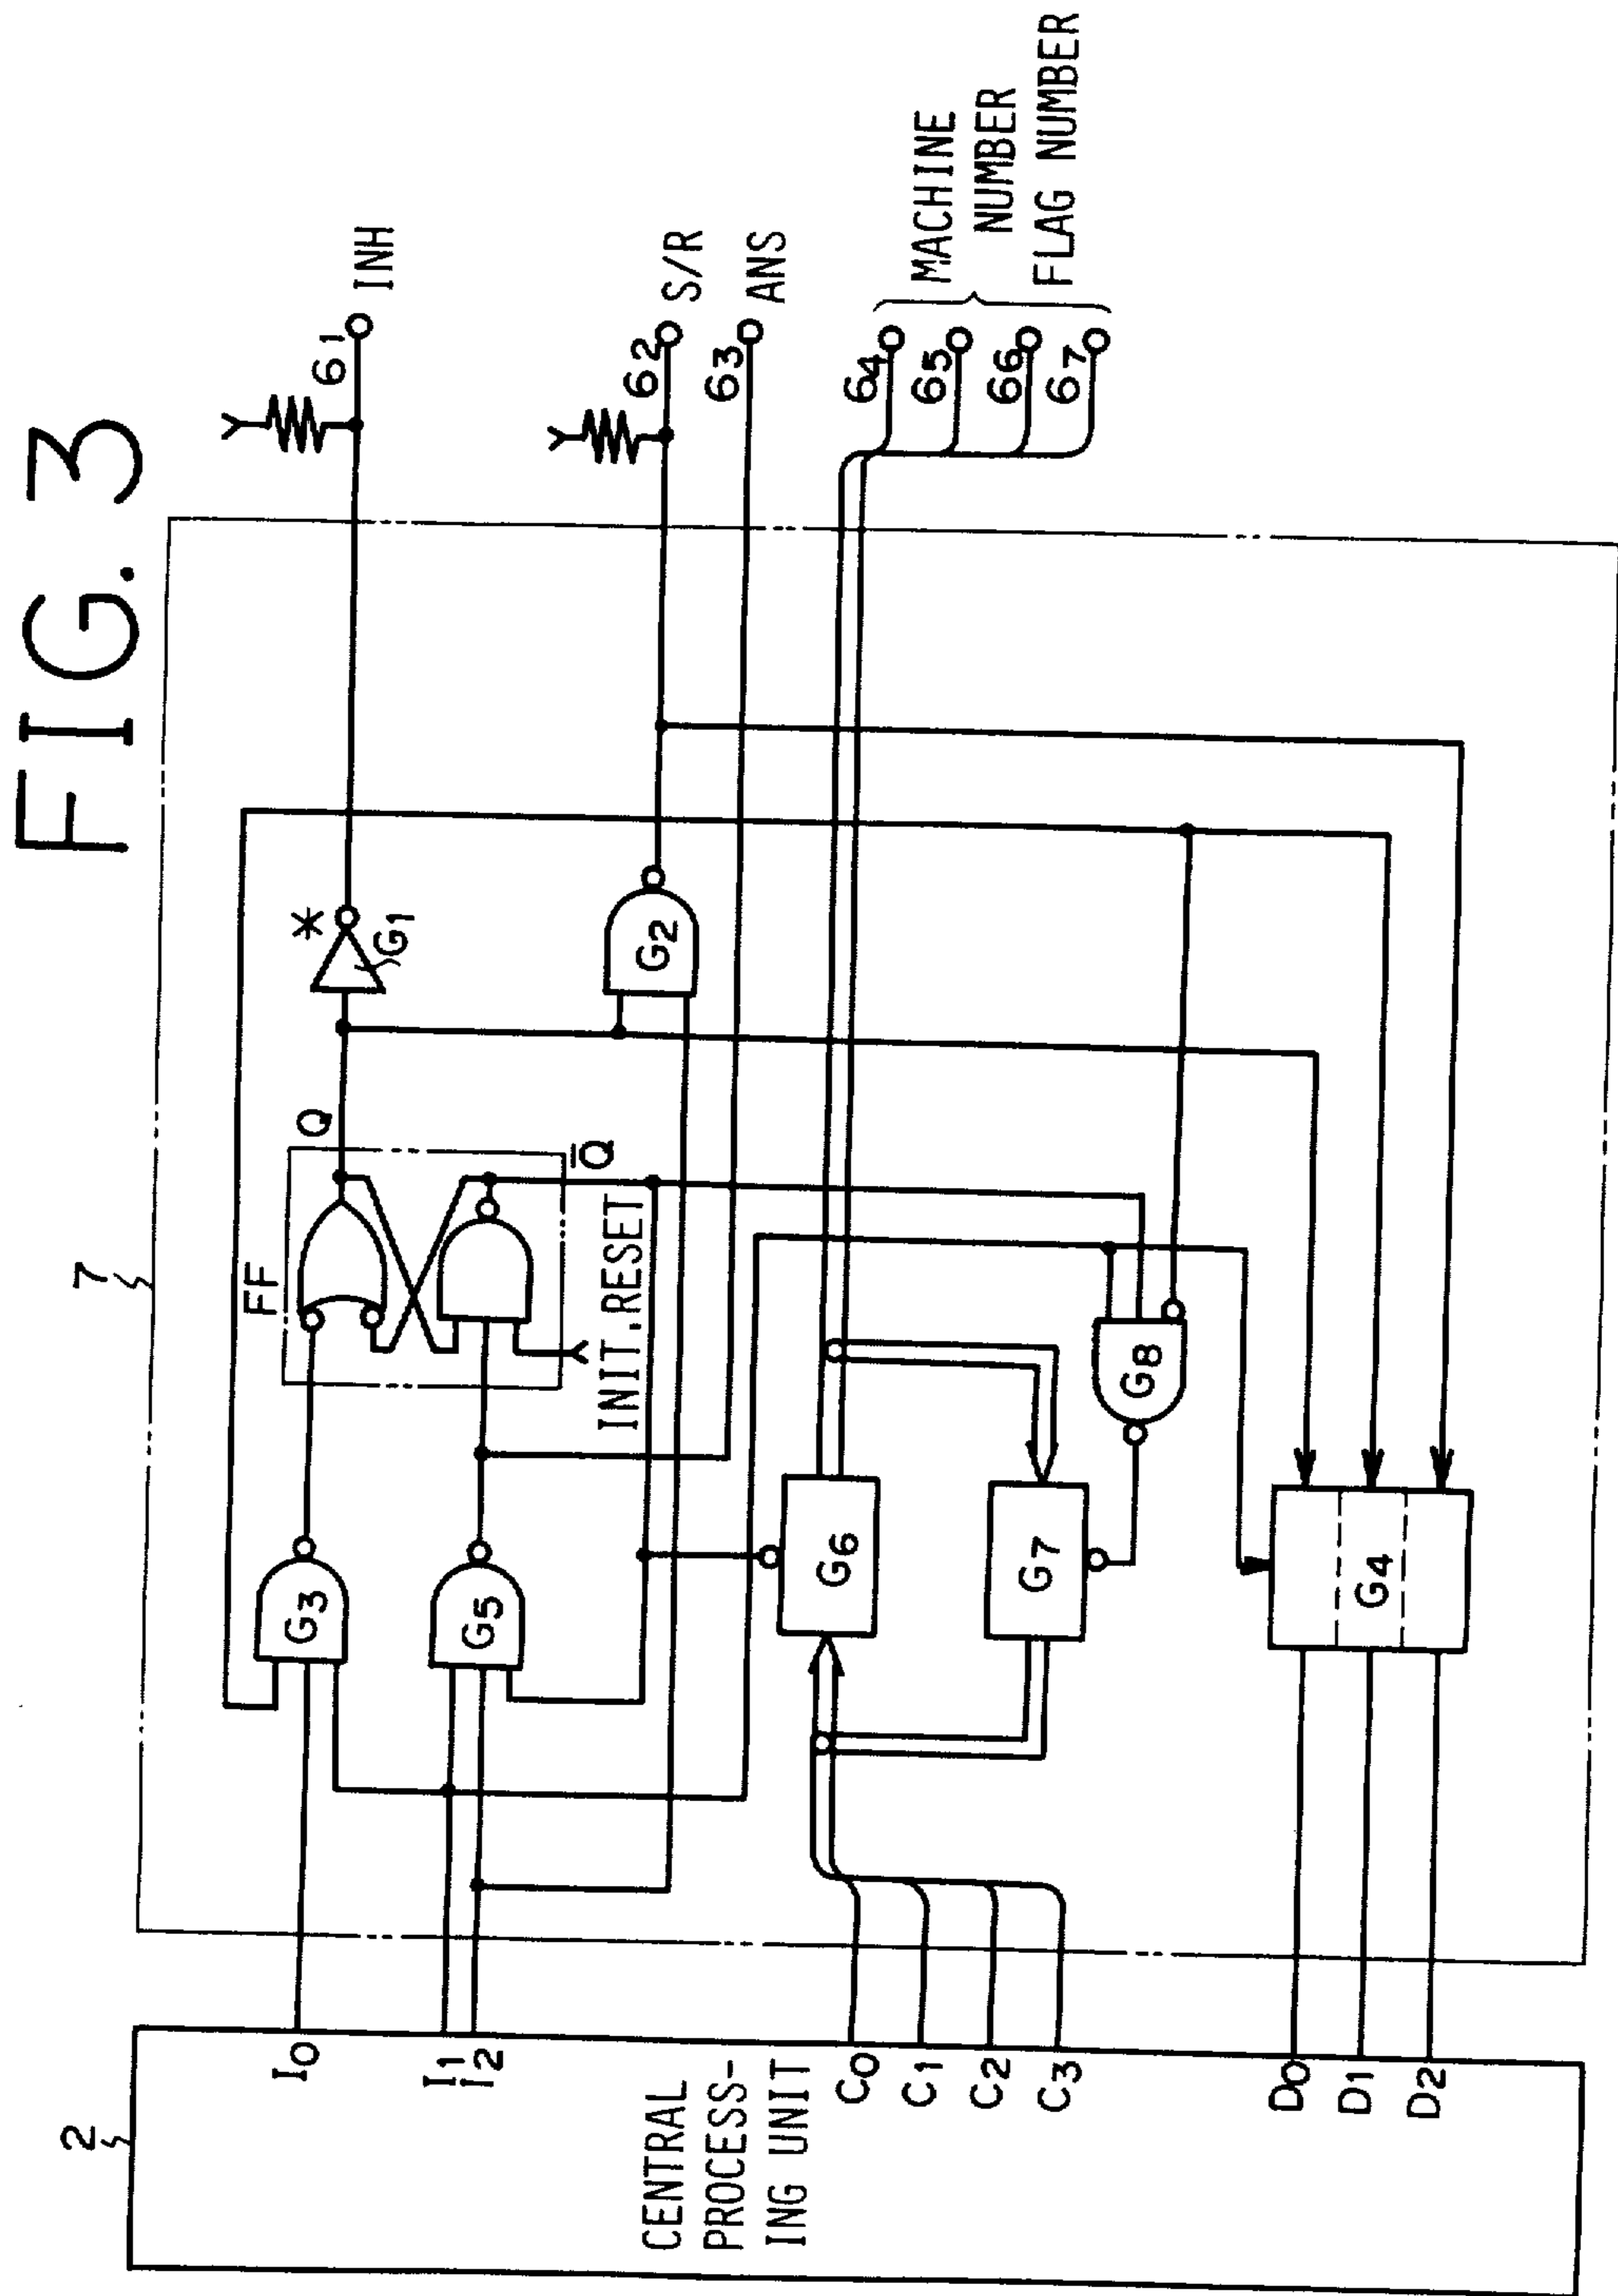 FIG. 3
7
2
INH
6₁
S/R
6₂
ANS
6₃
6₄
6₅
6₆
6₇
MACHINE
NUMBER
FLAG NUMBER
*
G₁
G₂
Q
Q̅
FF
INIT.RESET
G₃
G₅
G₆
G₇
G₈
G₄
I₀
I₁
I₂
CENTRAL
PROCESS-
ING UNIT
C₀
C₁
C₂
C₃
D₀
D₁
D₂